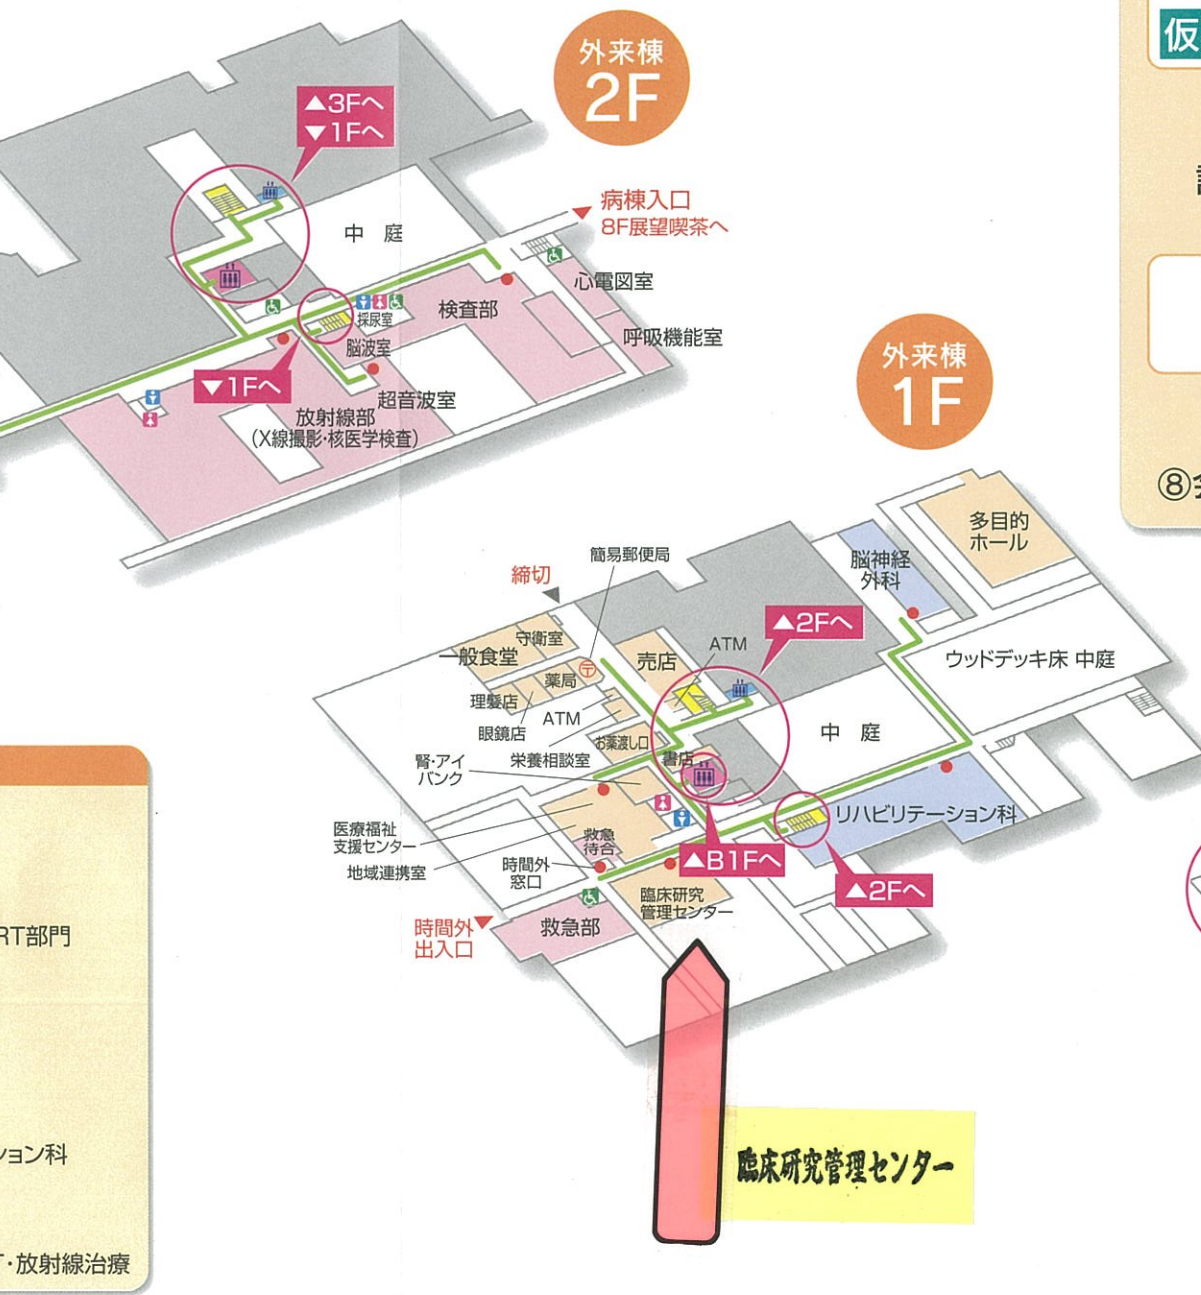 外来棟
2F
▲3Fへ
▼1Fへ
病棟入口
8F展望喫茶へ
中庭
心電図室
検査部
採尿室
呼吸機能室
脳波室
▼1Fへ
超音波室
放射線部
(X線撮影・核医学検査)
仮
外来棟
1F
⑧
多目的
ホール
簡易郵便局
締切
脳神経
外科
▲2Fへ
守衛室
一般食堂
売店
ATM
ウッドデッキ床 中庭
薬局
〒
理髪店
ATM
眼鏡店
中庭
お薬渡し口
栄養相談室
書店
腎・アイ
バンク
リハビリテーション科
医療福祉
支援センター
救急
待合
地域連携室
時間外
窓口
▲B1Fへ
▲2Fへ
臨床研究
管理センター
時間外
出入口
救急部
RT部門
ション科
・放射線治療
臨床研究管理センター